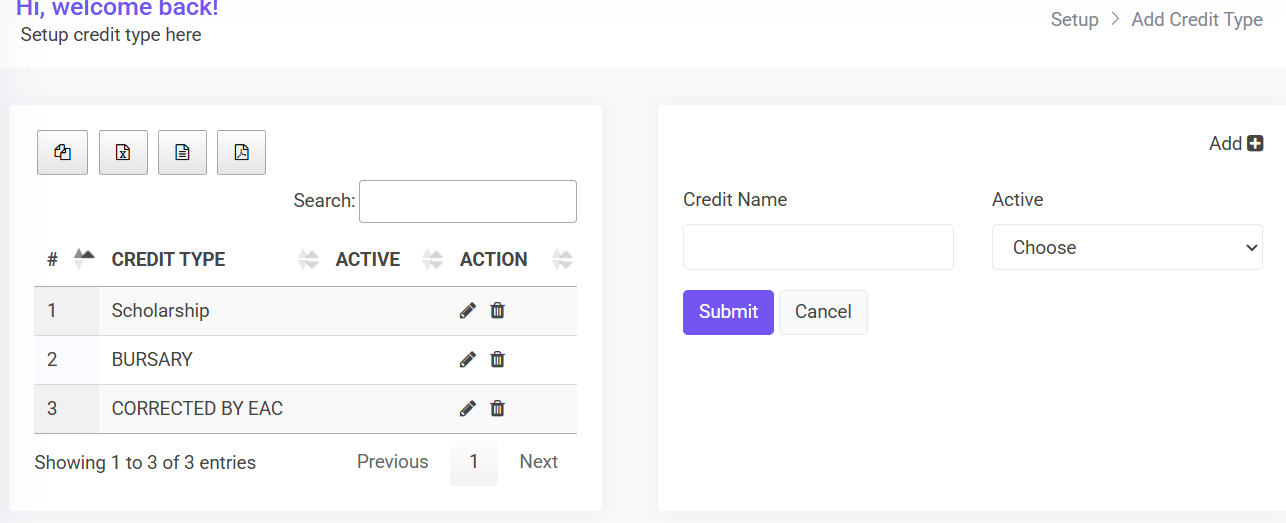 Hi, welcome back!
Setup credit type here
Setup > Add Credit Type
Search:
# CREDIT TYPE ACTIVE ACTION
1 Scholarship
2 BURSARY
3 CORRECTED BY EAC
Showing 1 to 3 of 3 entries Previous 1 Next
Add
Credit Name Active
Choose
Submit Cancel